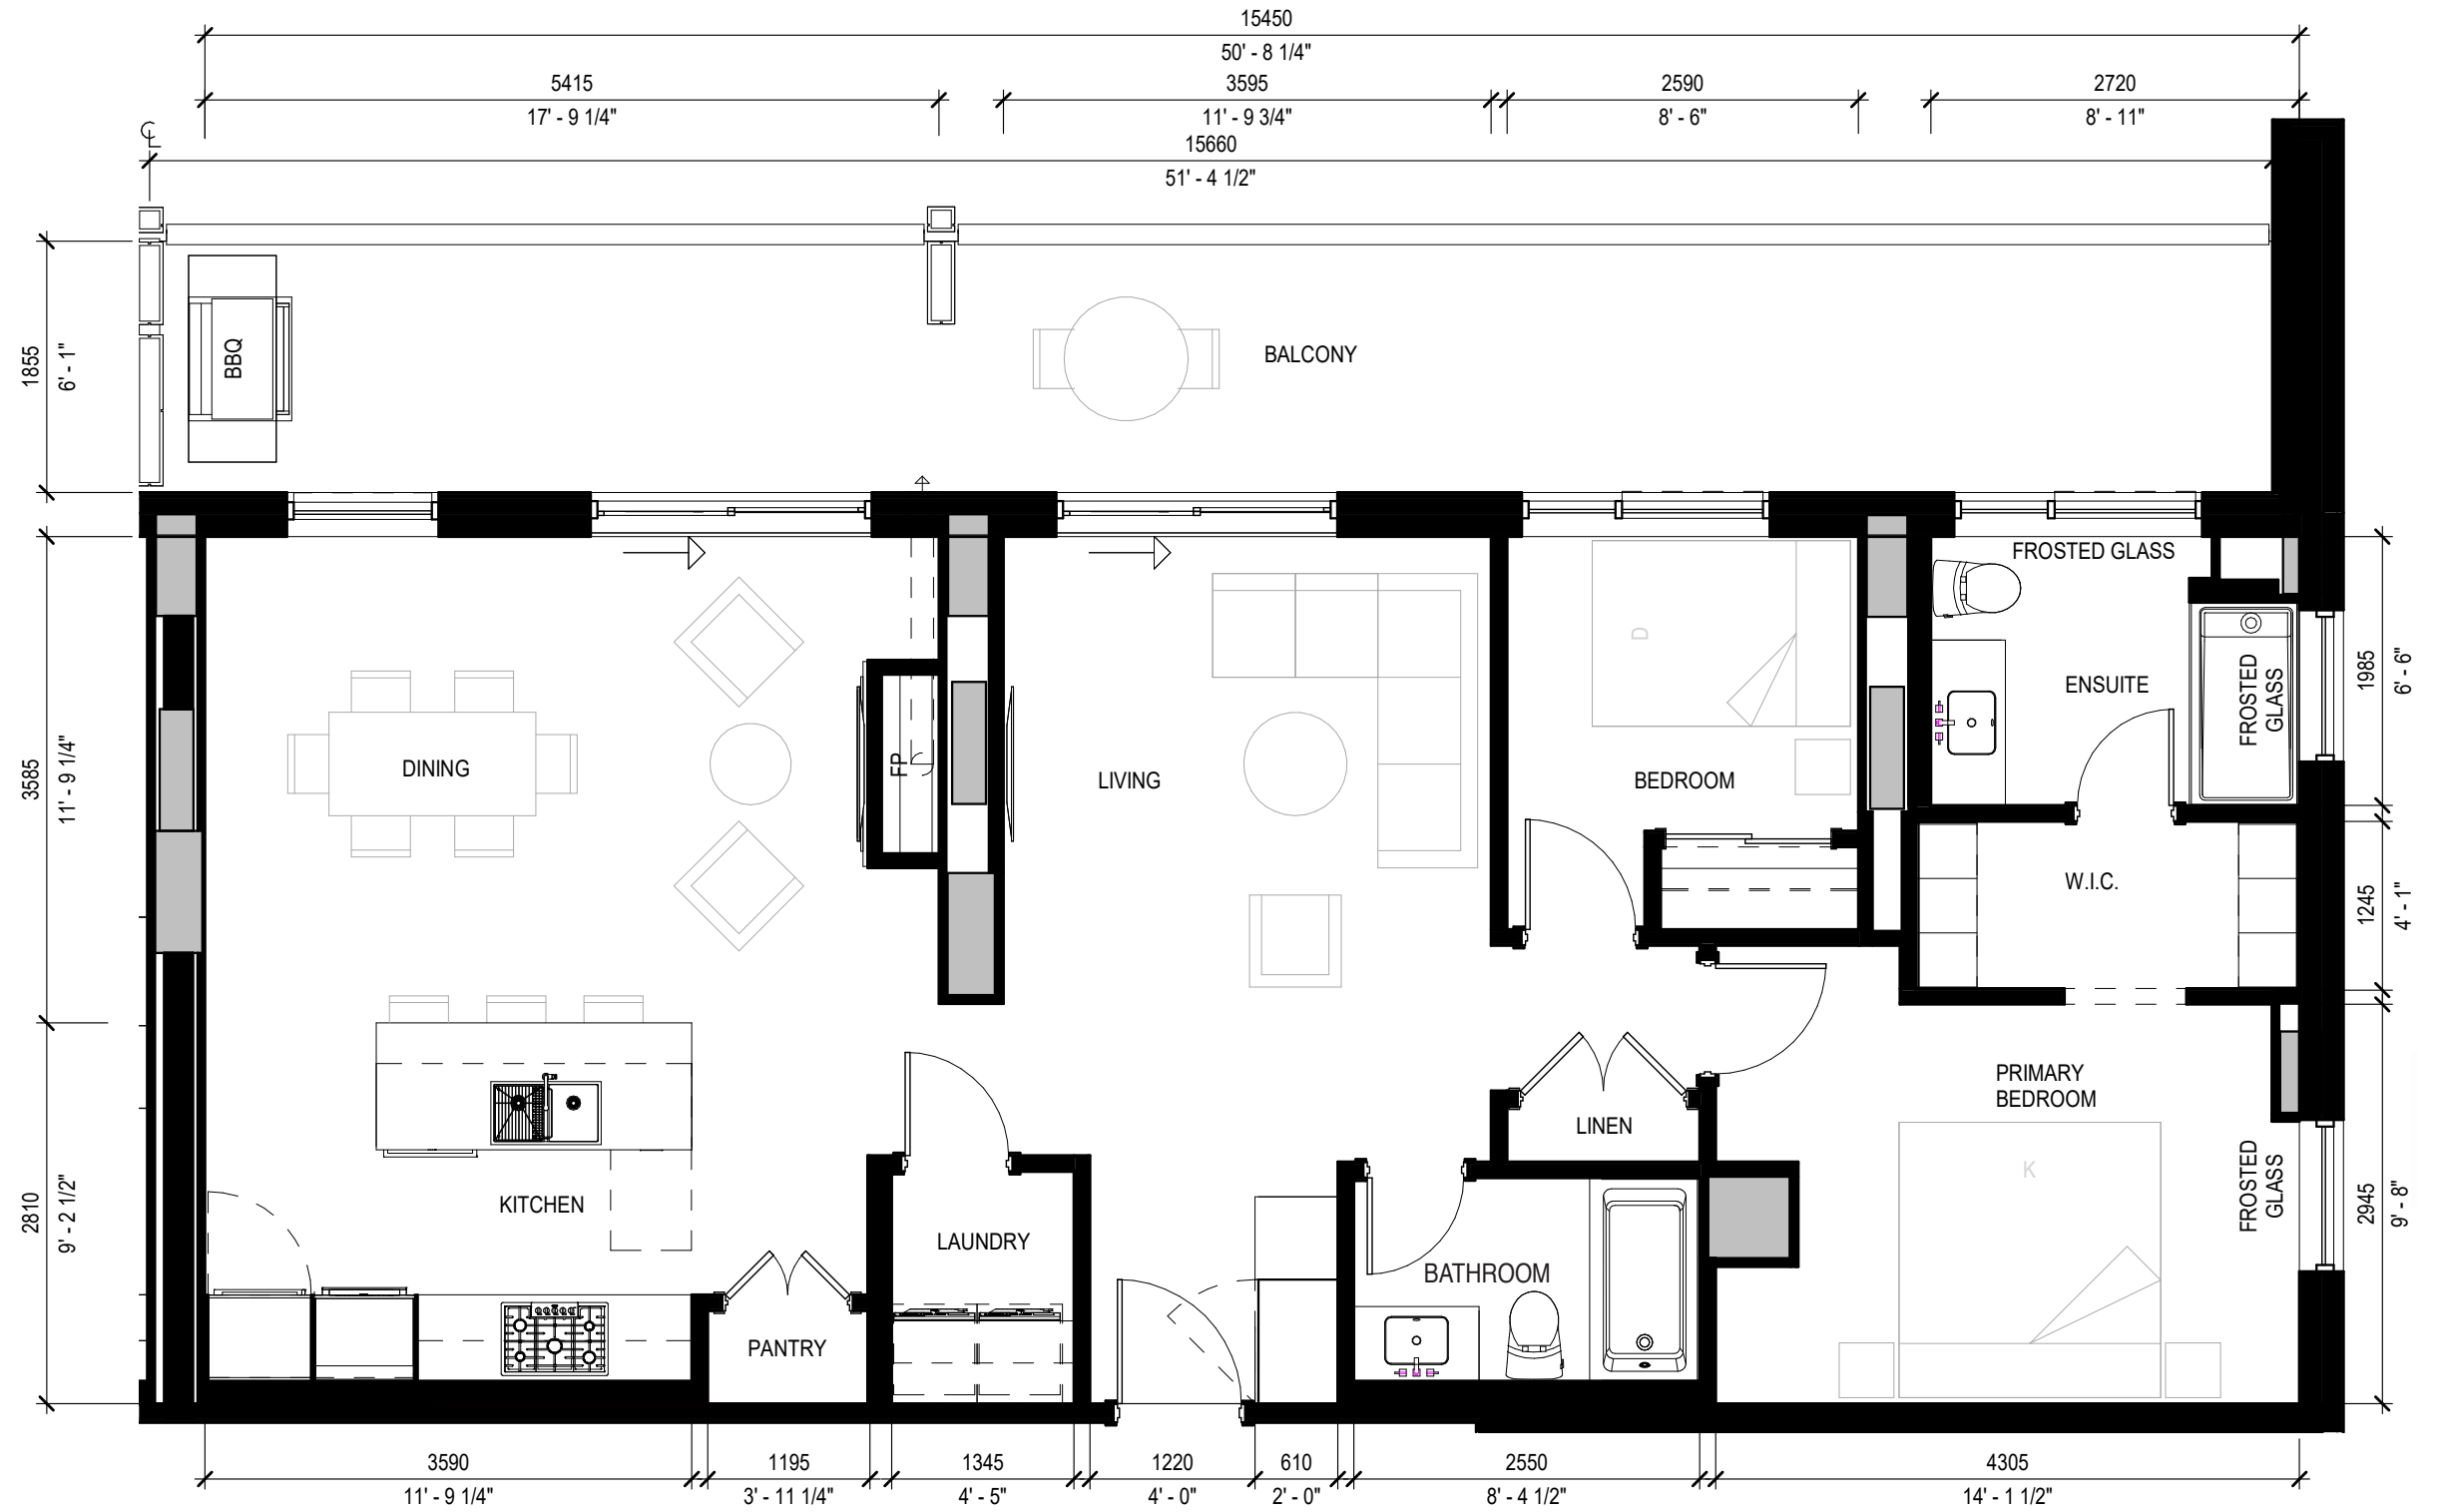 15450
50' - 8 1/4"
5415
3595
2590
2720
17' - 9 1/4"
11' - 9 3/4"
8' - 6"
8' - 11"
℄
15660
51' - 4 1/2"
1855
6' - 1"
BBQ
BALCONY
FROSTED GLASS
D
ENSUITE
FROSTED
GLASS
1985
6' - 6"
3585
11' - 9 1/4"
DINING
FP
LIVING
BEDROOM
W.I.C.
1245
4' - 1"
PRIMARY
BEDROOM
LINEN
K
FROSTED
GLASS
2945
9' - 8"
2810
9' - 2 1/2"
KITCHEN
LAUNDRY
BATHROOM
PANTRY
3590
1195
1345
1220
610
2550
4305
11' - 9 1/4"
3' - 11 1/4"
4' - 5"
4' - 0"
2' - 0"
8' - 4 1/2"
14' - 1 1/2"